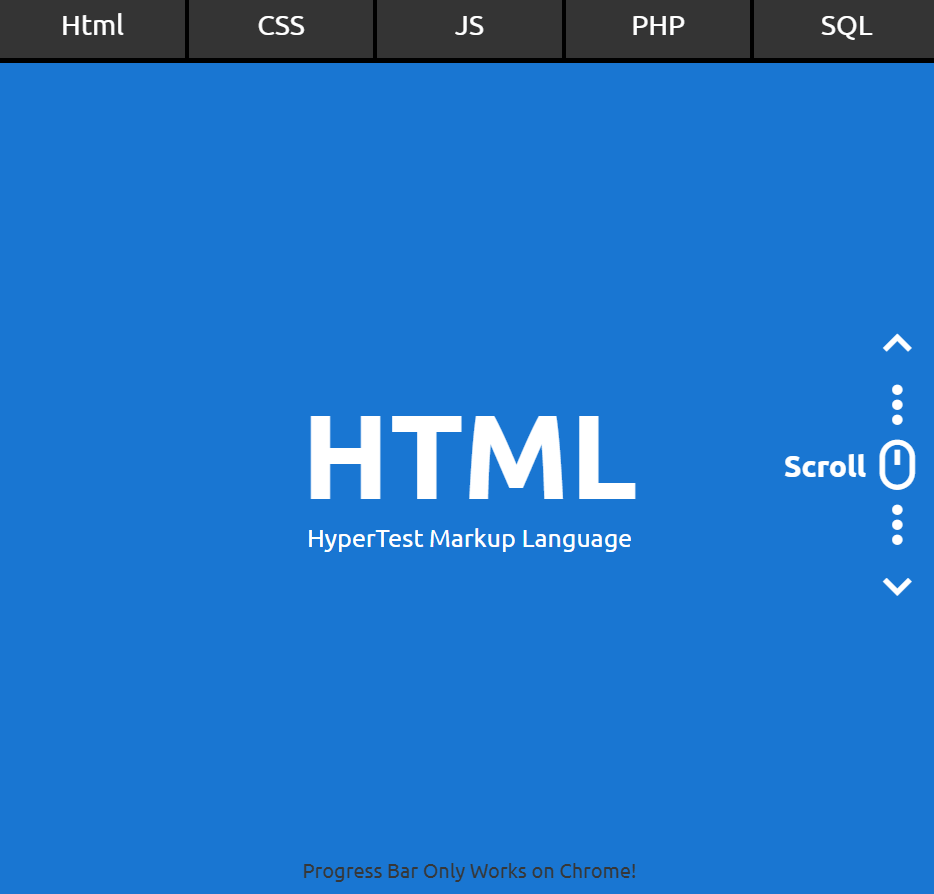 Html CSS JS PHP SQL
HTML
Scroll
HyperTest Markup Language
Progress Bar Only Works on Chrome!